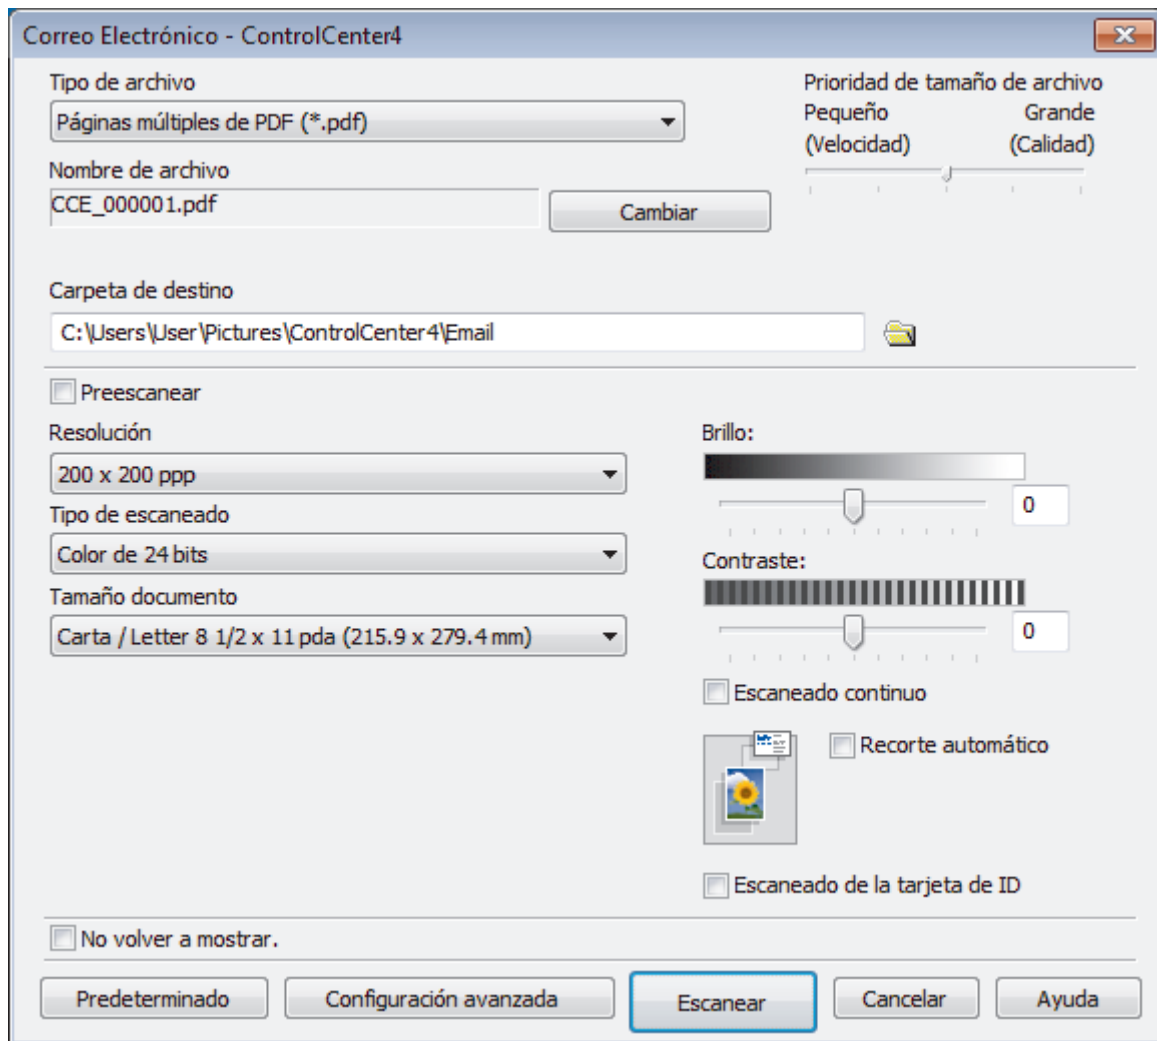 Correo Electrónico - ControlCenter4
Tipo de archivo
Páginas múltiples de PDF (*.pdf)
Prioridad de tamaño de archivo
Pequeño Grande
(Velocidad) (Calidad)
Nombre de archivo
CCE_000001.pdf
Cambiar
Carpeta de destino
C:\Users\User\Pictures\ControlCenter4\Email
Preescanear
Resolución
200 x 200 ppp
Tipo de escaneado
Color de 24 bits
Tamaño documento
Carta / Letter 8 1/2 x 11 pda (215.9 x 279.4 mm)
Brillo:
0
Contraste:
0
Escaneado continuo
Recorte automático
Escaneado de la tarjeta de ID
No volver a mostrar.
Predeterminado Configuración avanzada Escanear Cancelar Ayuda